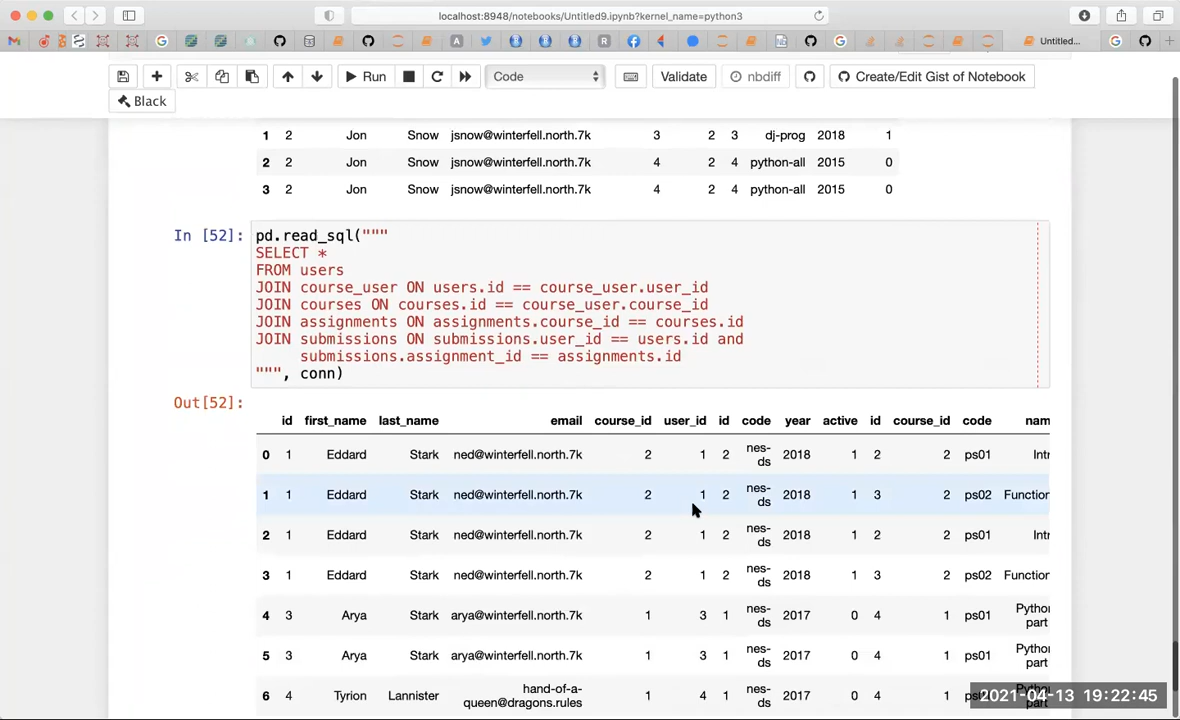 localhost:8948/notebooks/Untitled9.ipynb?kernel_name=python3
Untitled...
Run
Code
Validate
nbdiff
Create/Edit Gist of Notebook
Black
1 2 Jon Snow jsnow@winterfell.north.7k 3 2 3 dj-prog 2018 1
2 2 Jon Snow jsnow@winterfell.north.7k 4 2 4 python-all 2015 0
3 2 Jon Snow jsnow@winterfell.north.7k 4 2 4 python-all 2015 0
In [52]: pd.read_sql("""
SELECT *
FROM users
JOIN course_user ON users.id == course_user.user_id
JOIN courses ON courses.id == course_user.course_id
JOIN assignments ON assignments.course_id == courses.id
JOIN submissions ON submissions.user_id == users.id and
submissions.assignment_id == assignments.id
""", conn)
Out[52]:
id first_name last_name email course_id user_id id code year active id course_id code nam
0 1 Eddard Stark ned@winterfell.north.7k 2 1 2 nes-ds 2018 1 2 2 ps01 Intr
1 1 Eddard Stark ned@winterfell.north.7k 2 1 2 nes-ds 2018 1 3 2 ps02 Function
2 1 Eddard Stark ned@winterfell.north.7k 2 1 2 nes-ds 2018 1 2 2 ps01 Intr
3 1 Eddard Stark ned@winterfell.north.7k 2 1 2 nes-ds 2018 1 3 2 ps02 Function
4 3 Arya Stark arya@winterfell.north.7k 1 3 1 nes-ds 2017 0 4 1 ps01 Python part
5 3 Arya Stark arya@winterfell.north.7k 1 3 1 nes-ds 2017 0 4 1 ps01 Python part
6 4 Tyrion Lannister hand-of-a-queen@dragons.rules 1 4 1 nes-ds 2017 0 4 1 Python part
2021-04-13 19:22:45